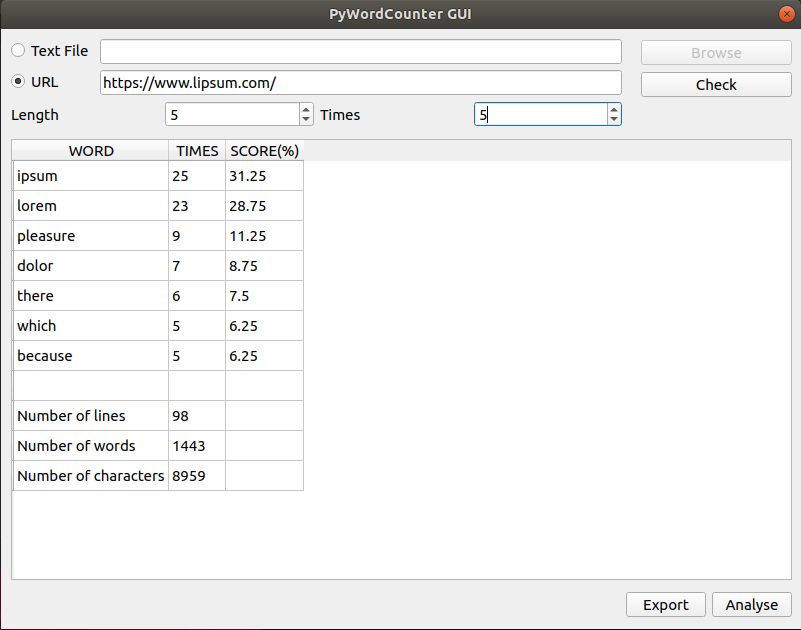 PyWordCounter GUI
Text File Browse
URL https://www.lipsum.com/ Check
Length 5 Times 5
WORD TIMES SCORE(%)
ipsum 25 31.25
lorem 23 28.75
pleasure 9 11.25
dolor 7 8.75
there 6 7.5
which 5 6.25
because 5 6.25
Number of lines 98
Number of words 1443
Number of characters 8959
Export Analyse